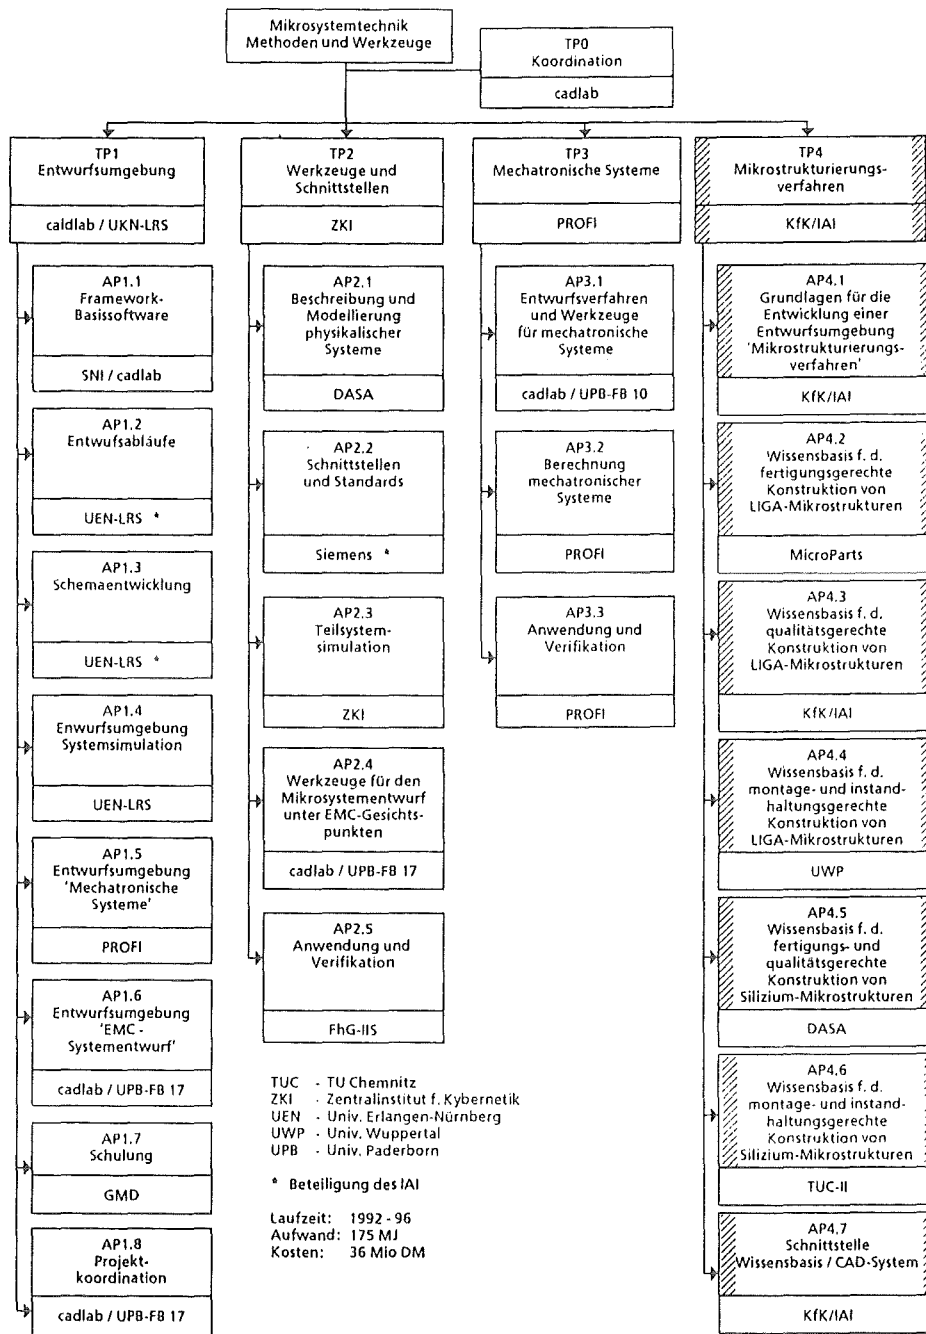 Mikrosystemtechnik
Methoden und Werkzeuge
TP0
Koordination
cadlab
TP1
Entwurfsumgebung
caldlab / UKN-LRS
AP1.1
Framework-
Basissoftware
SNI / cadlab
AP1.2
Entwufsabläufe
UEN-LRS *
AP1.3
Schemaentwicklung
UEN-LRS *
AP1.4
Enwurfsumgebung
Systemsimulation
UEN-LRS
AP1.5
Entwurfsumgebung
'Mechatronische
Systeme'
PROFI
AP1.6
Entwurfsumgebung
'EMC -
Systementwurf'
cadlab / UPB-FB 17
AP1.7
Schulung
GMD
AP1.8
Projekt-
koordination
cadlab / UPB-FB 17
TP2
Werkzeuge und
Schnittstellen
ZKI
AP2.1
Beschreibung und
Modellierung
physikalischer
Systeme
DASA
AP2.2
Schnittstellen
und Standards
Siemens *
AP2.3
Teilsystem-
simulation
ZKI
AP2.4
Werkzeuge für den
Mikrosystementwurf
unter EMC-Gesichts-
punkten
cadlab / UPB-FB 17
AP2.5
Anwendung und
Verifikation
FhG-IIS
TP3
Mechatronische Systeme
PROFI
AP3.1
Entwurfsverfahren
und Werkzeuge
für mechatronische
Systeme
cadlab / UPB-FB 10
AP3.2
Berechnung
mechatronischer
Systeme
PROFI
AP3.3
Anwendung und
Verifikation
PROFI
TP4
Mikrostrukturierungs-
verfahren
KfK/IAI
AP4.1
Grundlagen für die
Entwicklung einer
Entwurfsumgebung
'Mikrostrukturierungs-
verfahren'
KfK/IAI
AP4.2
Wissensbasis f. d.
fertigungsgerechte
Konstruktion von
LIGA-Mikrostrukturen
MicroParts
AP4.3
Wissensbasis f. d.
qualitätsgerechte
Konstruktion von
LIGA-Mikrostrukturen
KfK/IAI
AP4.4
Wissensbasis f. d.
montage- und instand-
haltungsgerechte
Konstruktion von
LIGA-Mikrostrukturen
UWP
AP4.5
Wissensbasis f. d.
fertigungs- und
qualitätsgerechte
Konstruktion von
Silizium-Mikrostrukturen
DASA
AP4.6
Wissensbasis f. d.
montage- und instand-
haltungsgerechte
Konstruktion von
Silizium-Mikrostrukturen
TUC-II
AP4.7
Schnittstelle
Wissensbasis / CAD-System
KfK/IAI
TUC - TU Chemnitz
ZKI - Zentralinstitut f. Kybernetik
UEN - Univ. Erlangen-Nürnberg
UWP - Univ. Wuppertal
UPB - Univ. Paderborn
* Beteiligung des IAI
Laufzeit: 1992 - 96
Aufwand: 175 MJ
Kosten: 36 Mio DM